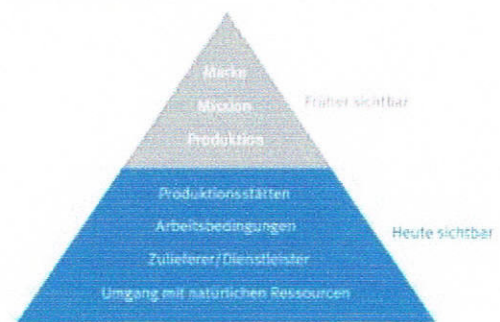 Marke
Mission
Produktion
Früher sichtbar
Produktionsstätten
Arbeitsbedingungen
Heute sichtbar
Zulieferer/Dienstleister
Umgang mit natürlichen Ressourcen